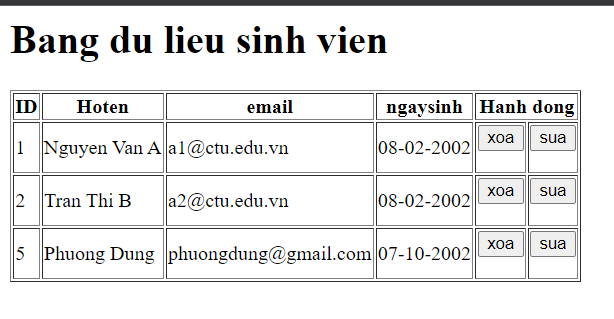 Bang du lieu sinh vien
ID Hoten email ngaysinh Hanh dong
1 Nguyen Van A a1@ctu.edu.vn 08-02-2002 xoa sua
2 Tran Thi B a2@ctu.edu.vn 08-02-2002 xoa sua
5 Phuong Dung phuongdung@gmail.com 07-10-2002 xoa sua